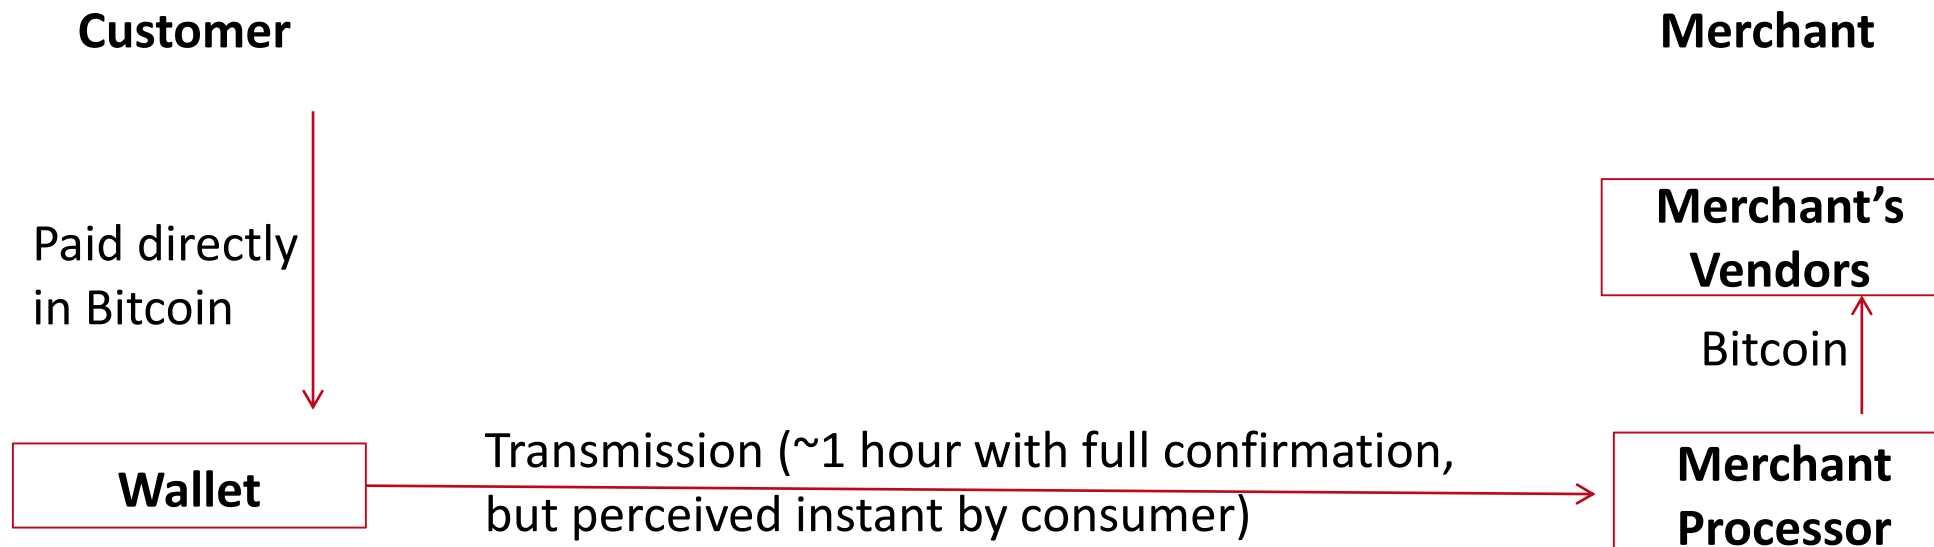 Customer
Merchant
Paid directly
in Bitcoin
Merchant’s
Vendors
Bitcoin
Wallet
Transmission (~1 hour with full confirmation,
but perceived instant by consumer)
Merchant
Processor